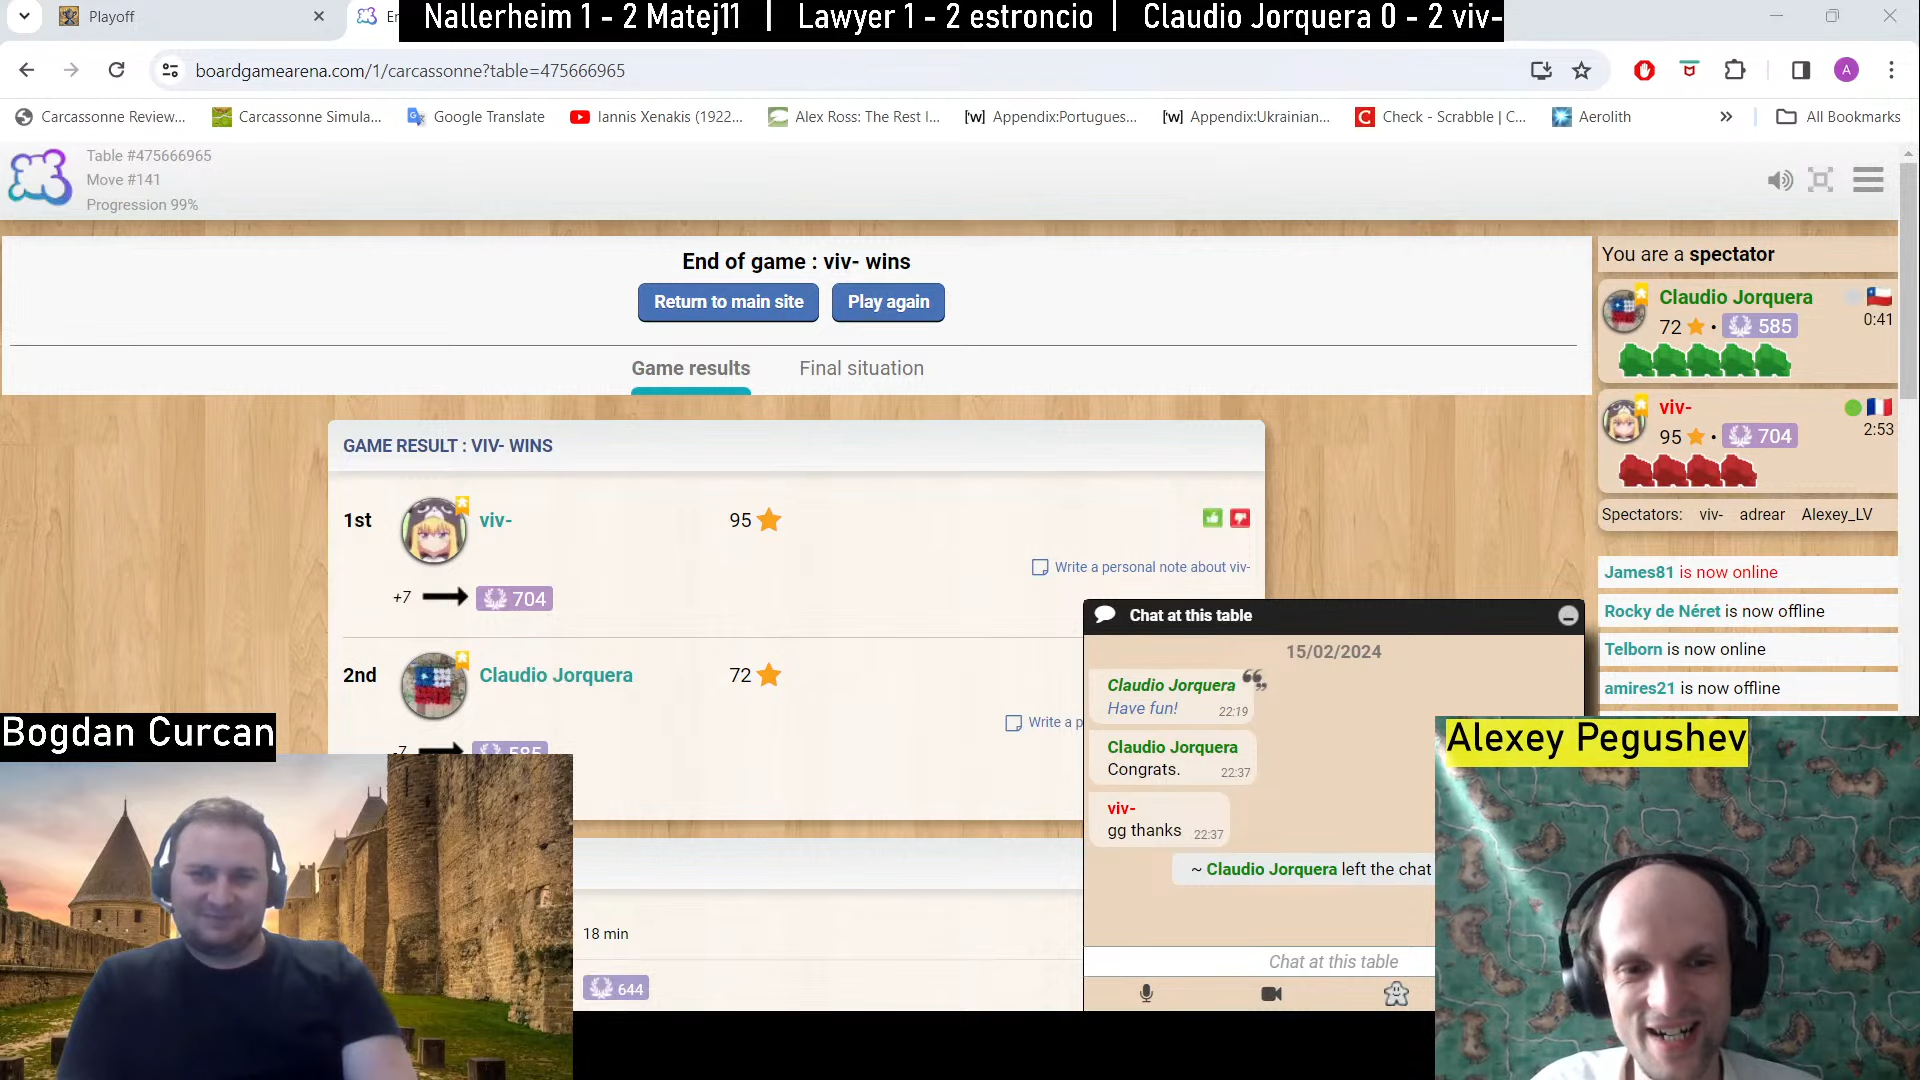 Playoff
Nallerheim 1 - 2 Matej11 | Lawyer 1 - 2 estroncio | Claudio Jorquera 0 - 2 viv-
boardgamearena.com/1/carcassonne?table=475666965
A
Carcassonne Review...
Carcassonne Simula...
Google Translate
Iannis Xenakis (1922...
Alex Ross: The Rest I...
[w] Appendix:Portugues...
[w] Appendix:Ukrainian...
C Check - Scrabble | C...
Aerolith
All Bookmarks
Table #475666965
Move #141
Progression 99%
End of game : viv- wins
Return to main site
Play again
Game results
Final situation
You are a spectator
Claudio Jorquera
72 • 585
0:41
viv-
95 • 704
2:53
Spectators: viv- adrear Alexey_LV
James81 is now online
Rocky de Néret is now offline
Telborn is now online
amires21 is now offline
GAME RESULT : VIV- WINS
1st viv- 95
Write a personal note about viv-
+7 704
2nd Claudio Jorquera 72
Write a p
-7 585
18 min
644
Chat at this table
15/02/2024
Claudio Jorquera
Have fun! 22:19
Claudio Jorquera
Congrats. 22:37
viv-
gg thanks 22:37
~ Claudio Jorquera left the chat
Chat at this table
Bogdan Curcan
Alexey Pegushev